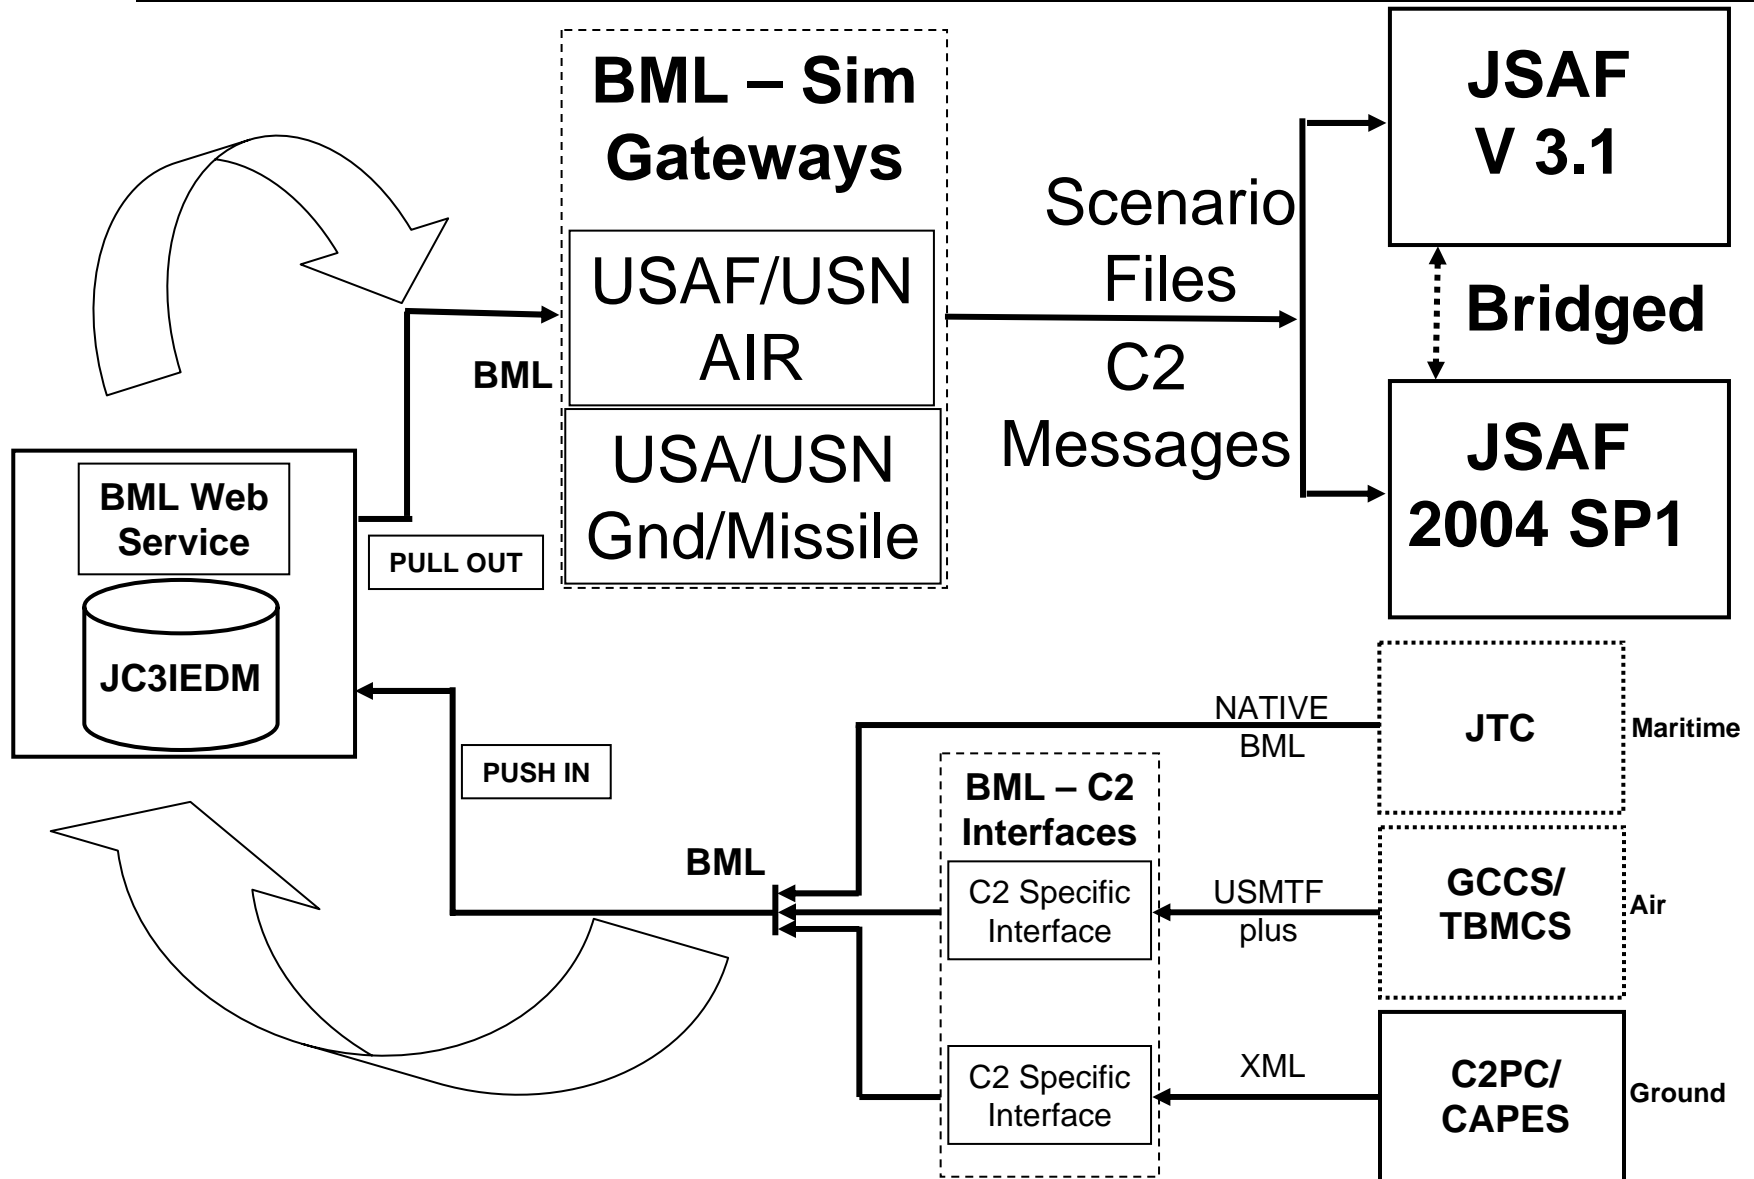 BML – Sim
Gateways
USAF/USN
AIR
USA/USN
Gnd/Missile
BML
Scenario
Files
C2
Messages
JSAF
V 3.1
Bridged
JSAF
2004 SP1
BML Web
Service
JC3IEDM
PULL OUT
PUSH IN
BML
NATIVE
BML
JTC
Maritime
BML – C2
Interfaces
C2 Specific
Interface
USMTF
plus
GCCS/
TBMCS
Air
C2 Specific
Interface
XML
C2PC/
CAPES
Ground